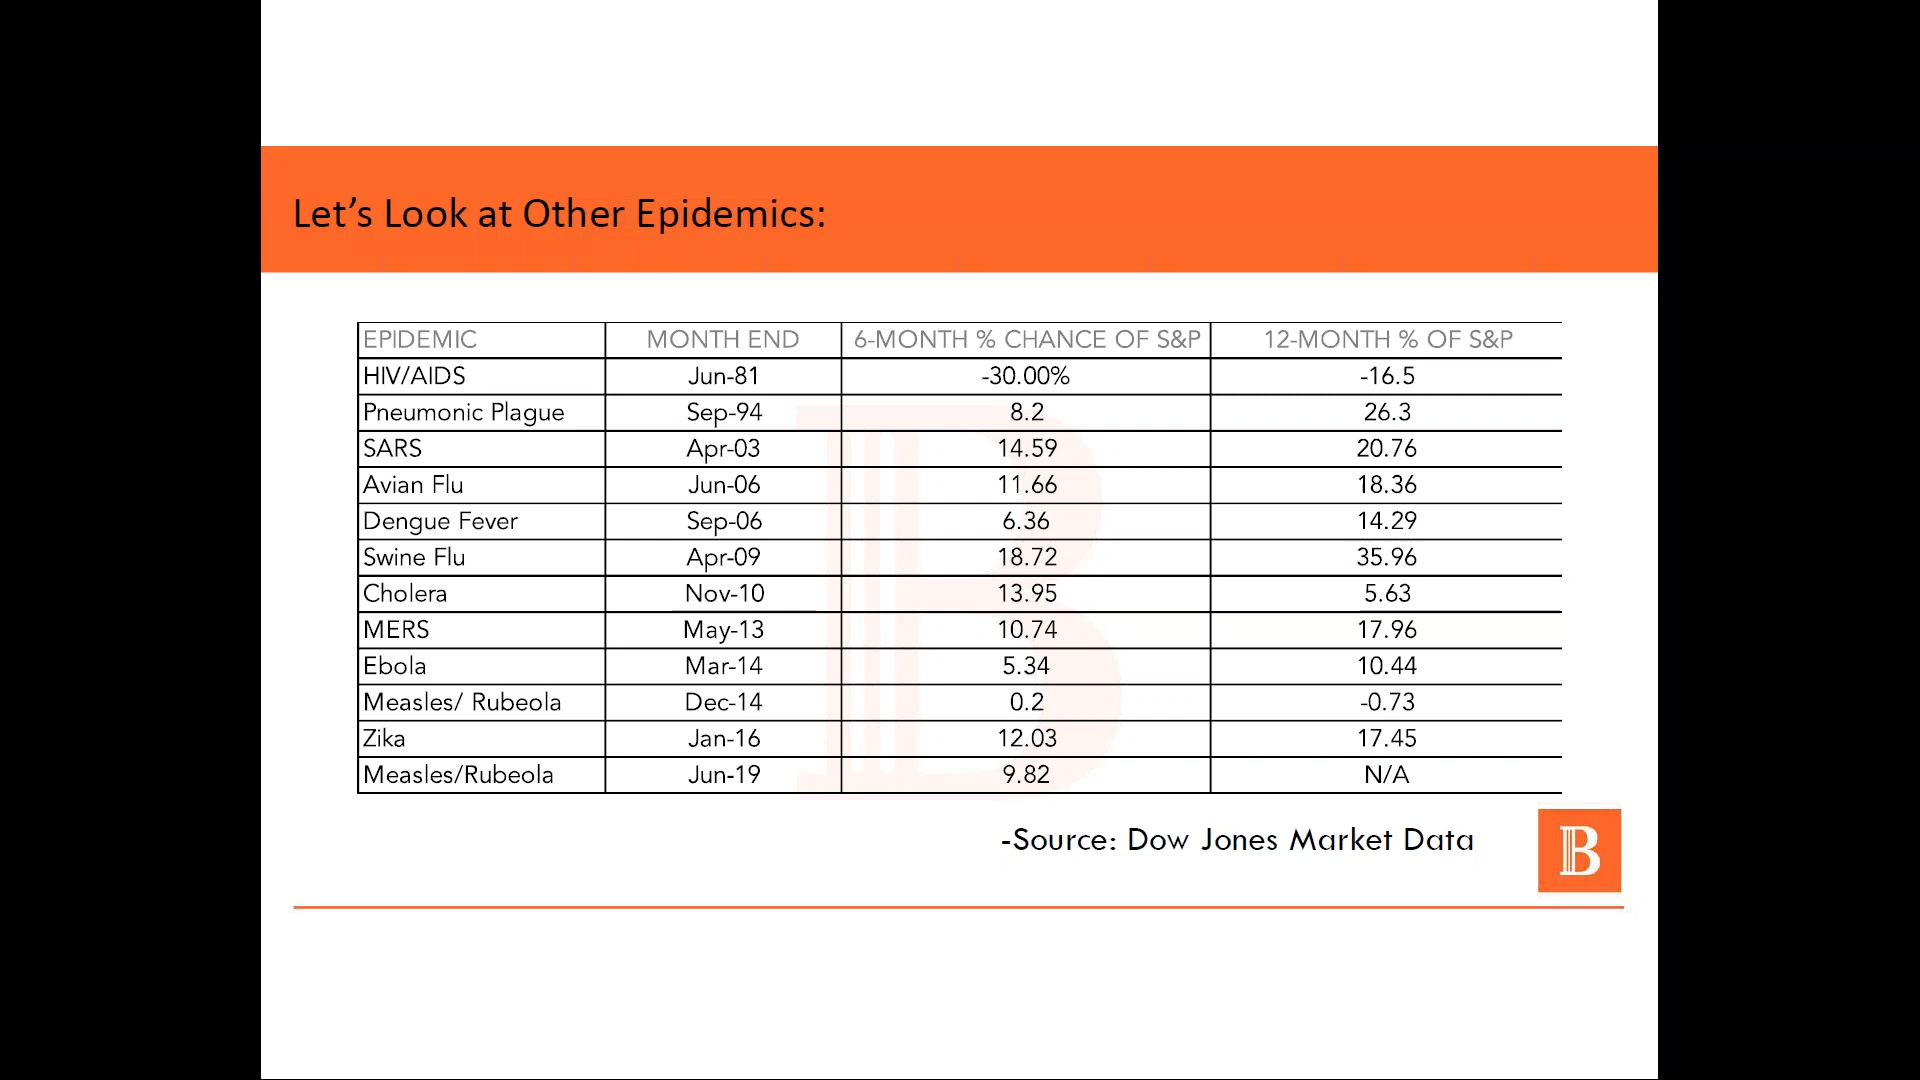 Let’s Look at Other Epidemics:
EPIDEMIC MONTH END 6-MONTH % CHANCE OF S&P 12-MONTH % OF S&P
HIV/AIDS Jun-81 -30.00% -16.5
Pneumonic Plague Sep-94 8.2 26.3
SARS Apr-03 14.59 20.76
Avian Flu Jun-06 11.66 18.36
Dengue Fever Sep-06 6.36 14.29
Swine Flu Apr-09 18.72 35.96
Cholera Nov-10 13.95 5.63
MERS May-13 10.74 17.96
Ebola Mar-14 5.34 10.44
Measles/ Rubeola Dec-14 0.2 -0.73
Zika Jan-16 12.03 17.45
Measles/Rubeola Jun-19 9.82 N/A
-Source: Dow Jones Market Data
B